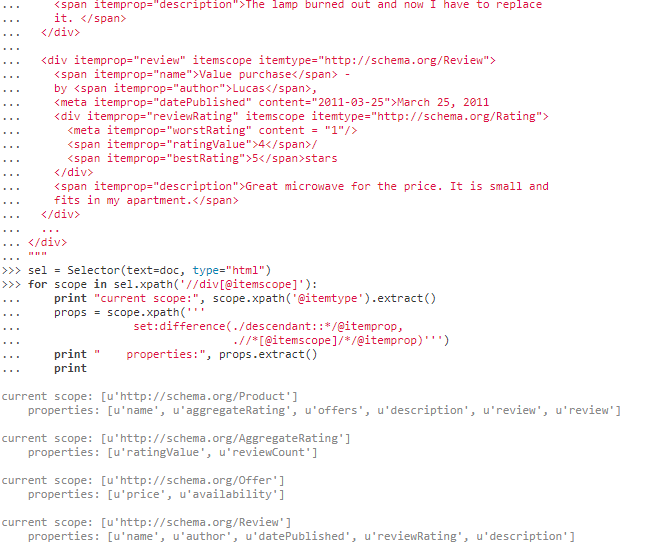 ...     <span itemprop="description">The lamp burned out and now I have to replace
...     it. </span>
...   </div>
...
...   <div itemprop="review" itemscope itemtype="http://schema.org/Review">
...     <span itemprop="name">Value purchase</span> -
...     by <span itemprop="author">Lucas</span>,
...     <meta itemprop="datePublished" content="2011-03-25">March 25, 2011
...     <div itemprop="reviewRating" itemscope itemtype="http://schema.org/Rating">
...       <meta itemprop="worstRating" content = "1"/>
...       <span itemprop="ratingValue">4</span>/
...       <span itemprop="bestRating">5</span>stars
...     </div>
...     <span itemprop="description">Great microwave for the price. It is small and
...     fits in my apartment.</span>
...   </div>
...   ...
... </div>
... """
>>> sel = Selector(text=doc, type="html")
>>> for scope in sel.xpath('//div[@itemscope]'):
...     print "current scope:", scope.xpath('@itemtype').extract()
...     props = scope.xpath('''
...                 set:difference(./descendant::*/@itemprop,
...                                .//*[@itemscope]/*/@itemprop)''')
...     print "    properties:", props.extract()
...     print
current scope: [u'http://schema.org/Product']
    properties: [u'name', u'aggregateRating', u'offers', u'description', u'review', u'review']
current scope: [u'http://schema.org/AggregateRating']
    properties: [u'ratingValue', u'reviewCount']
current scope: [u'http://schema.org/Offer']
    properties: [u'price', u'availability']
current scope: [u'http://schema.org/Review']
    properties: [u'name', u'author', u'datePublished', u'reviewRating', u'description']